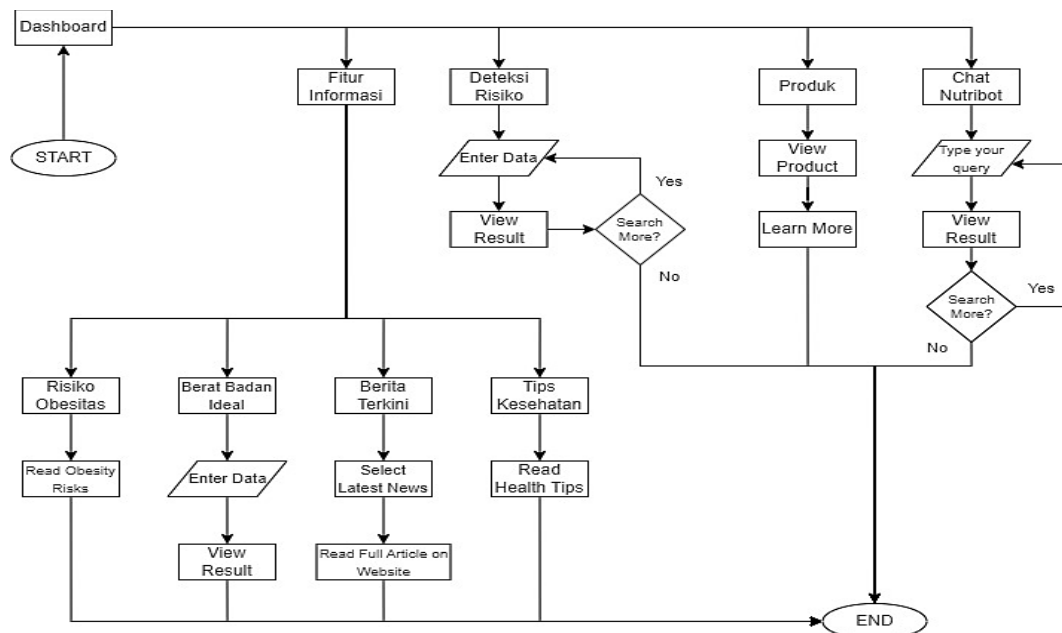 Dashboard
START
Fitur
Informasi
Deteksi
Risiko
Produk
Chat
Nutribot
Enter Data
View
Product
Type your
query
Yes
View
Result
Search
More?
Learn More
View
Result
No
Search
More?
Yes
No
Risiko
Obesitas
Berat Badan
Ideal
Berita
Terkini
Tips
Kesehatan
Read Obesity
Risks
Enter Data
Select
Latest News
Read
Health Tips
View
Result
Read Full Article on
Website
END